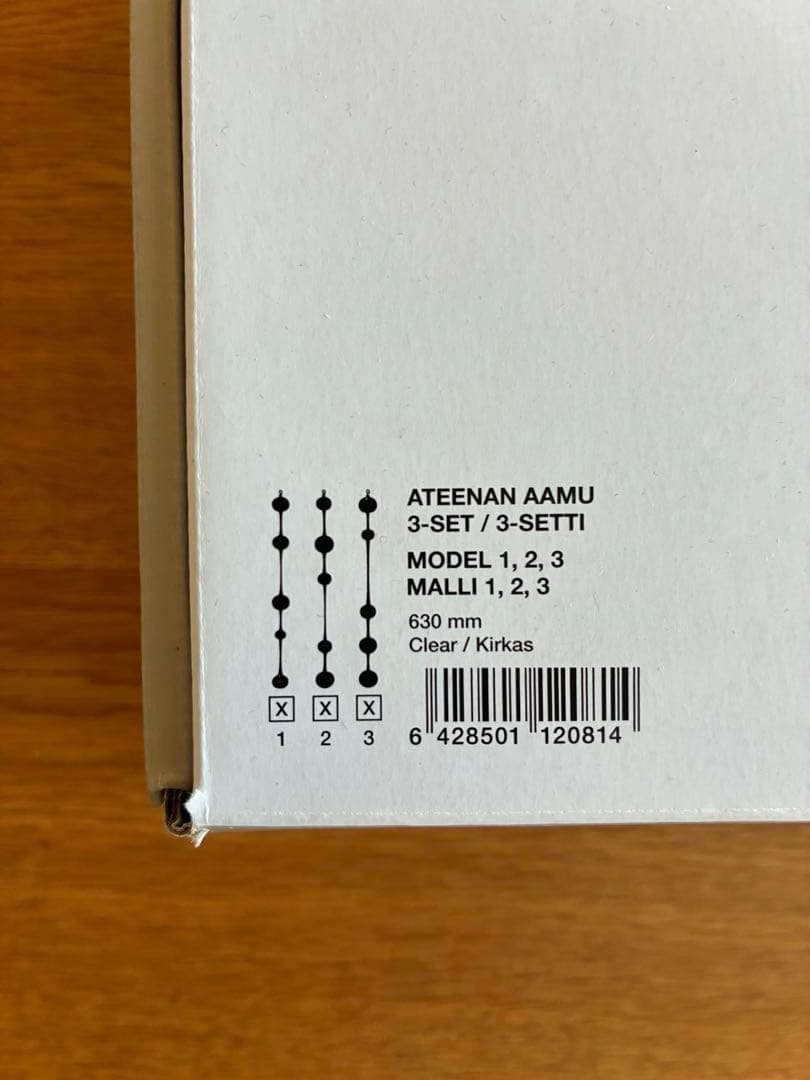 ATEENAN AAMU
3-SET / 3-SETTI
MODEL 1, 2, 3
MALLI 1, 2, 3
630 mm
Clear / Kirkas
X X X
1 2 3
6 428501 120814